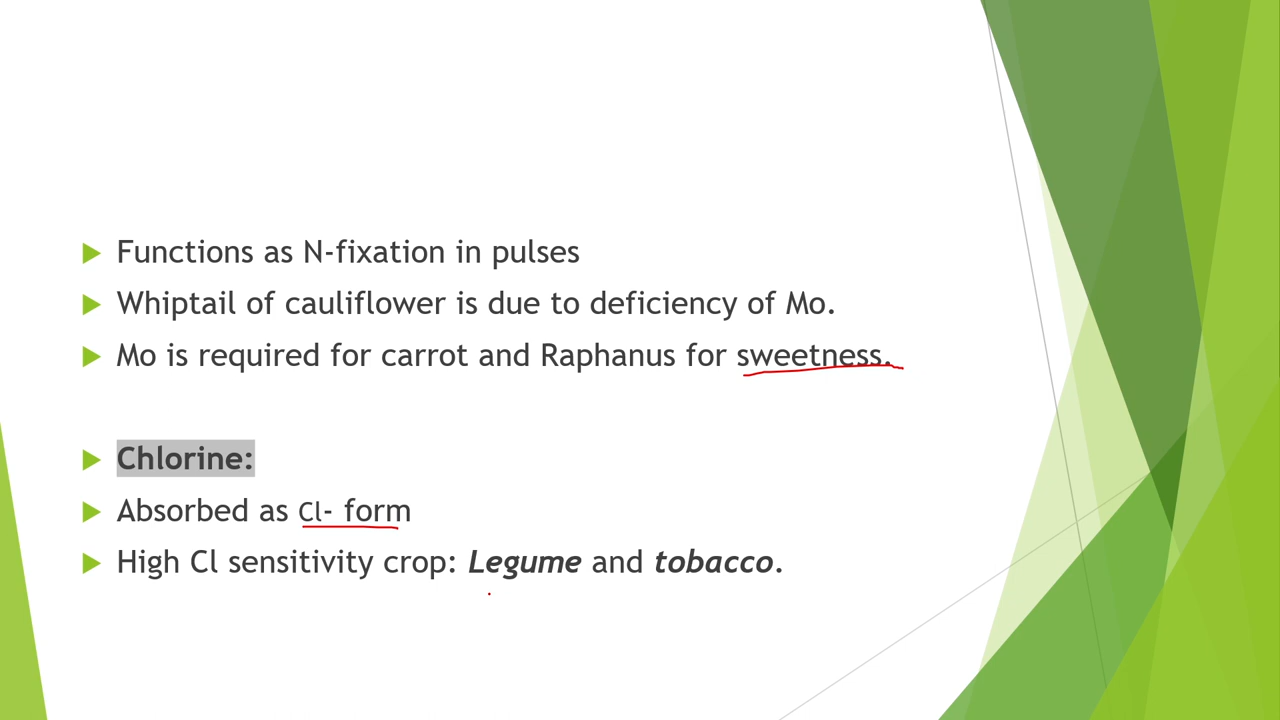 Functions as N-fixation in pulses
Whiptail of cauliflower is due to deficiency of Mo.
Mo is required for carrot and Raphanus for sweetness.
Chlorine:
Absorbed as Cl- form
High Cl sensitivity crop: Legume and tobacco.